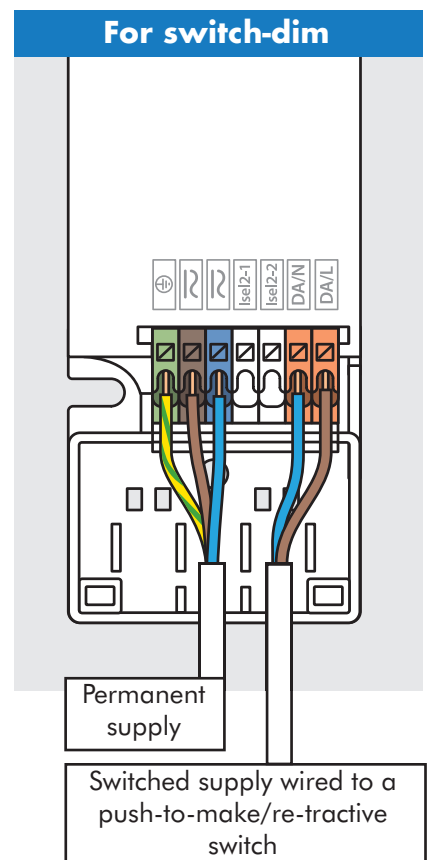 For switch-dim
Isel2-1
Isel2-2
DA/N
DA/L
Permanent
supply
Switched supply wired to a
push-to-make/re-tractive
switch